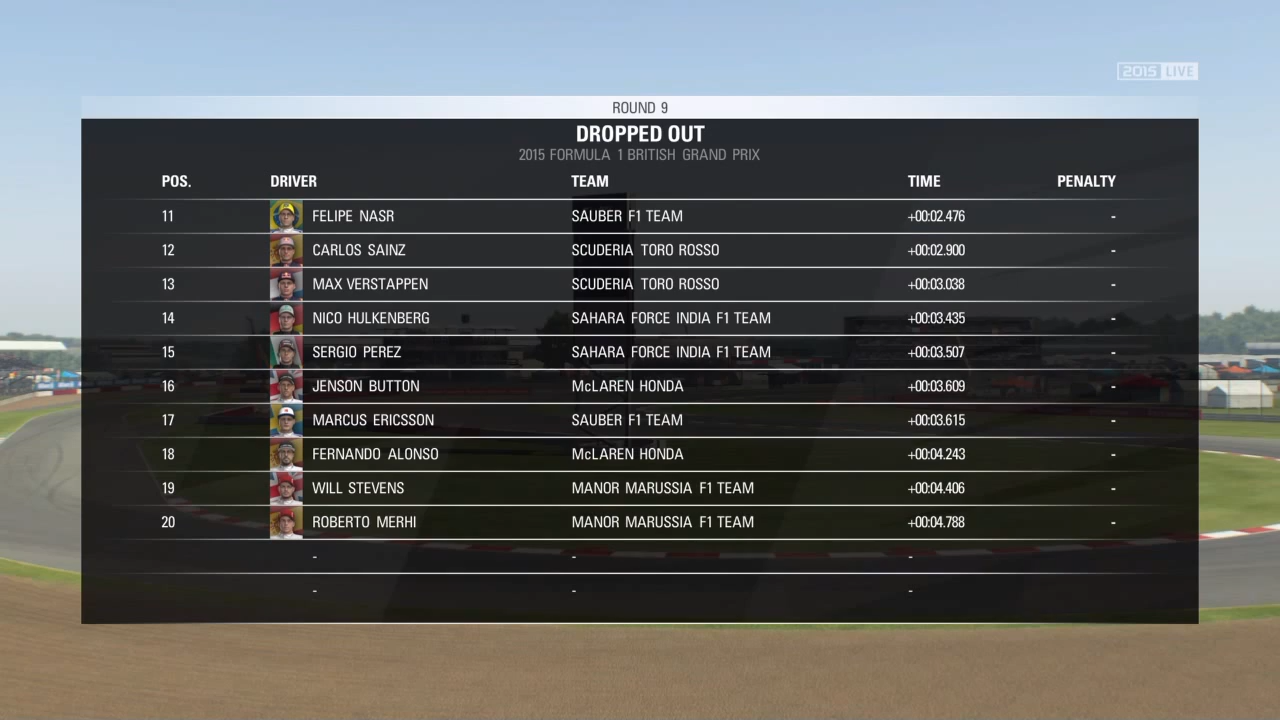 2015 LIVE
ROUND 9
DROPPED OUT
2015 FORMULA 1 BRITISH GRAND PRIX
POS. DRIVER TEAM TIME PENALTY
11 FELIPE NASR SAUBER F1 TEAM +00:02.476 -
12 CARLOS SAINZ SCUDERIA TORO ROSSO +00:02.900 -
13 MAX VERSTAPPEN SCUDERIA TORO ROSSO +00:03.038 -
14 NICO HULKENBERG SAHARA FORCE INDIA F1 TEAM +00:03.435 -
15 SERGIO PEREZ SAHARA FORCE INDIA F1 TEAM +00:03.507 -
16 JENSON BUTTON McLAREN HONDA +00:03.609 -
17 MARCUS ERICSSON SAUBER F1 TEAM +00:03.615 -
18 FERNANDO ALONSO McLAREN HONDA +00:04.243 -
19 WILL STEVENS MANOR MARUSSIA F1 TEAM +00:04.406 -
20 ROBERTO MERHI MANOR MARUSSIA F1 TEAM +00:04.788 -
- - -
- - -